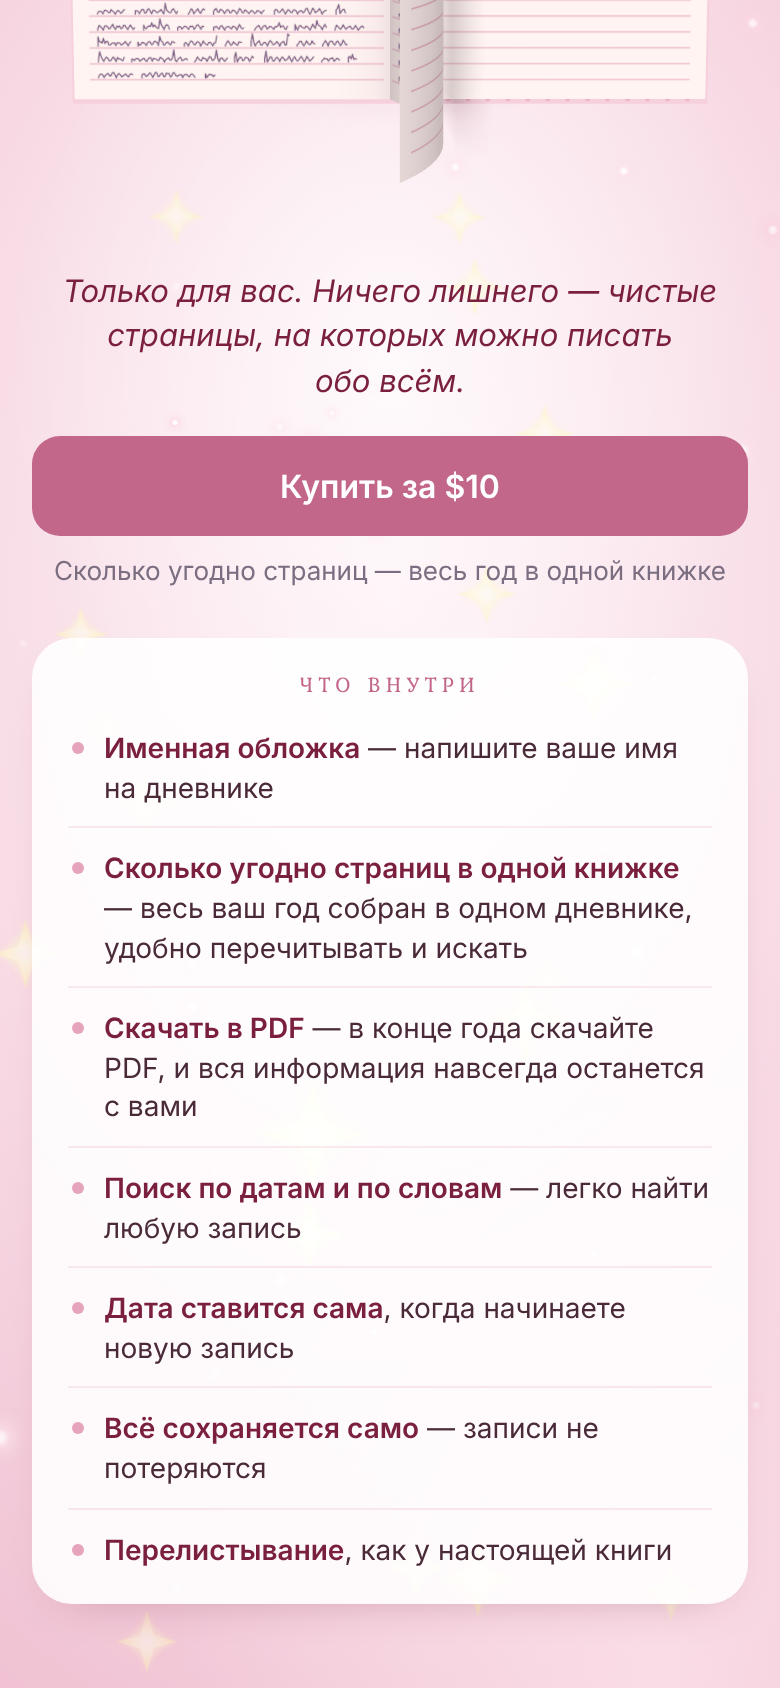 Только для вас. Ничего лишнего — чистые
страницы, на которых можно писать
обо всём.
Купить за $10
Сколько угодно страниц — весь год в одной книжке
ЧТО ВНУТРИ
Именная обложка — напишите ваше имя
на дневнике
Сколько угодно страниц в одной книжке
— весь ваш год собран в одном дневнике,
удобно перечитывать и искать
Скачать в PDF — в конце года скачайте
PDF, и вся информация навсегда останется
с вами
Поиск по датам и по словам — легко найти
любую запись
Дата ставится сама, когда начинаете
новую запись
Всё сохраняется само — записи не
потеряются
Перелистывание, как у настоящей книги